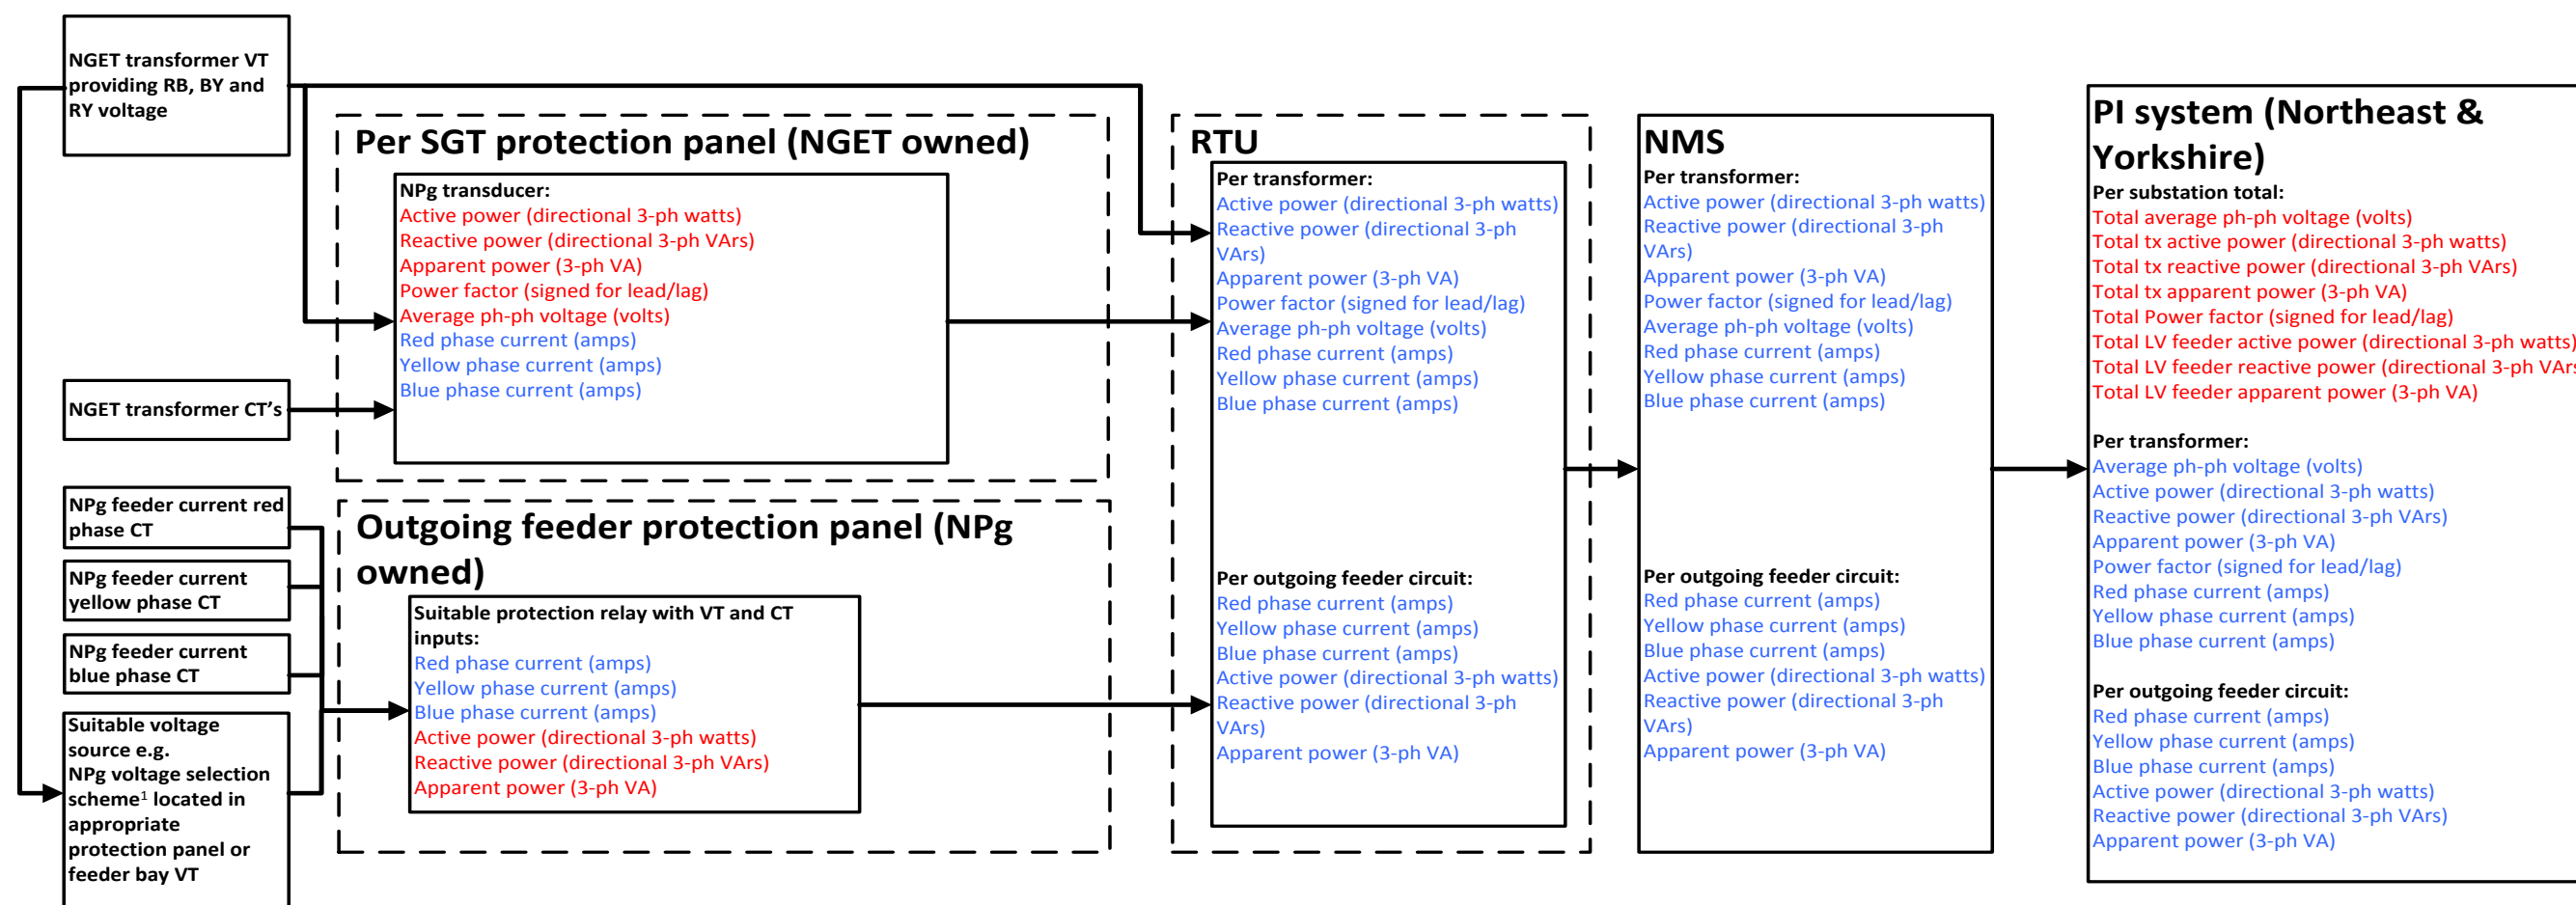 NGET transformer VT
providing RB, BY and
RY voltage
NGET transformer CT's
NPg feeder current red
phase CT
NPg feeder current
yellow phase CT
NPg feeder current
blue phase CT
Suitable voltage
source e.g.
NPg voltage selection
scheme¹ located in
appropriate
protection panel or
feeder bay VT
Per SGT protection panel (NGET owned)
NPg transducer:
Active power (directional 3-ph watts)
Reactive power (directional 3-ph VArs)
Apparent power (3-ph VA)
Power factor (signed for lead/lag)
Average ph-ph voltage (volts)
Red phase current (amps)
Yellow phase current (amps)
Blue phase current (amps)
Outgoing feeder protection panel (NPg
owned)
Suitable protection relay with VT and CT
inputs:
Red phase current (amps)
Yellow phase current (amps)
Blue phase current (amps)
Active power (directional 3-ph watts)
Reactive power (directional 3-ph VArs)
Apparent power (3-ph VA)
RTU
Per transformer:
Active power (directional 3-ph watts)
Reactive power (directional 3-ph
VArs)
Apparent power (3-ph VA)
Power factor (signed for lead/lag)
Average ph-ph voltage (volts)
Red phase current (amps)
Yellow phase current (amps)
Blue phase current (amps)
Per outgoing feeder circuit:
Red phase current (amps)
Yellow phase current (amps)
Blue phase current (amps)
Active power (directional 3-ph watts)
Reactive power (directional 3-ph
VArs)
Apparent power (3-ph VA)
NMS
Per transformer:
Active power (directional 3-ph watts)
Reactive power (directional 3-ph
VArs)
Apparent power (3-ph VA)
Power factor (signed for lead/lag)
Average ph-ph voltage (volts)
Red phase current (amps)
Yellow phase current (amps)
Blue phase current (amps)
Per outgoing feeder circuit:
Red phase current (amps)
Yellow phase current (amps)
Blue phase current (amps)
Active power (directional 3-ph watts)
Reactive power (directional 3-ph
VArs)
Apparent power (3-ph VA)
PI system (Northeast &
Yorkshire)
Per substation total:
Total average ph-ph voltage (volts)
Total tx active power (directional 3-ph watts)
Total tx reactive power (directional 3-ph VArs)
Total tx apparent power (3-ph VA)
Total Power factor (signed for lead/lag)
Total LV feeder active power (directional 3-ph watts)
Total LV feeder reactive power (directional 3-ph VArs
Total LV feeder apparent power (3-ph VA)
Per transformer:
Average ph-ph voltage (volts)
Active power (directional 3-ph watts)
Reactive power (directional 3-ph VArs)
Apparent power (3-ph VA)
Power factor (signed for lead/lag)
Red phase current (amps)
Yellow phase current (amps)
Blue phase current (amps)
Per outgoing feeder circuit:
Red phase current (amps)
Yellow phase current (amps)
Blue phase current (amps)
Active power (directional 3-ph watts)
Reactive power (directional 3-ph VArs)
Apparent power (3-ph VA)